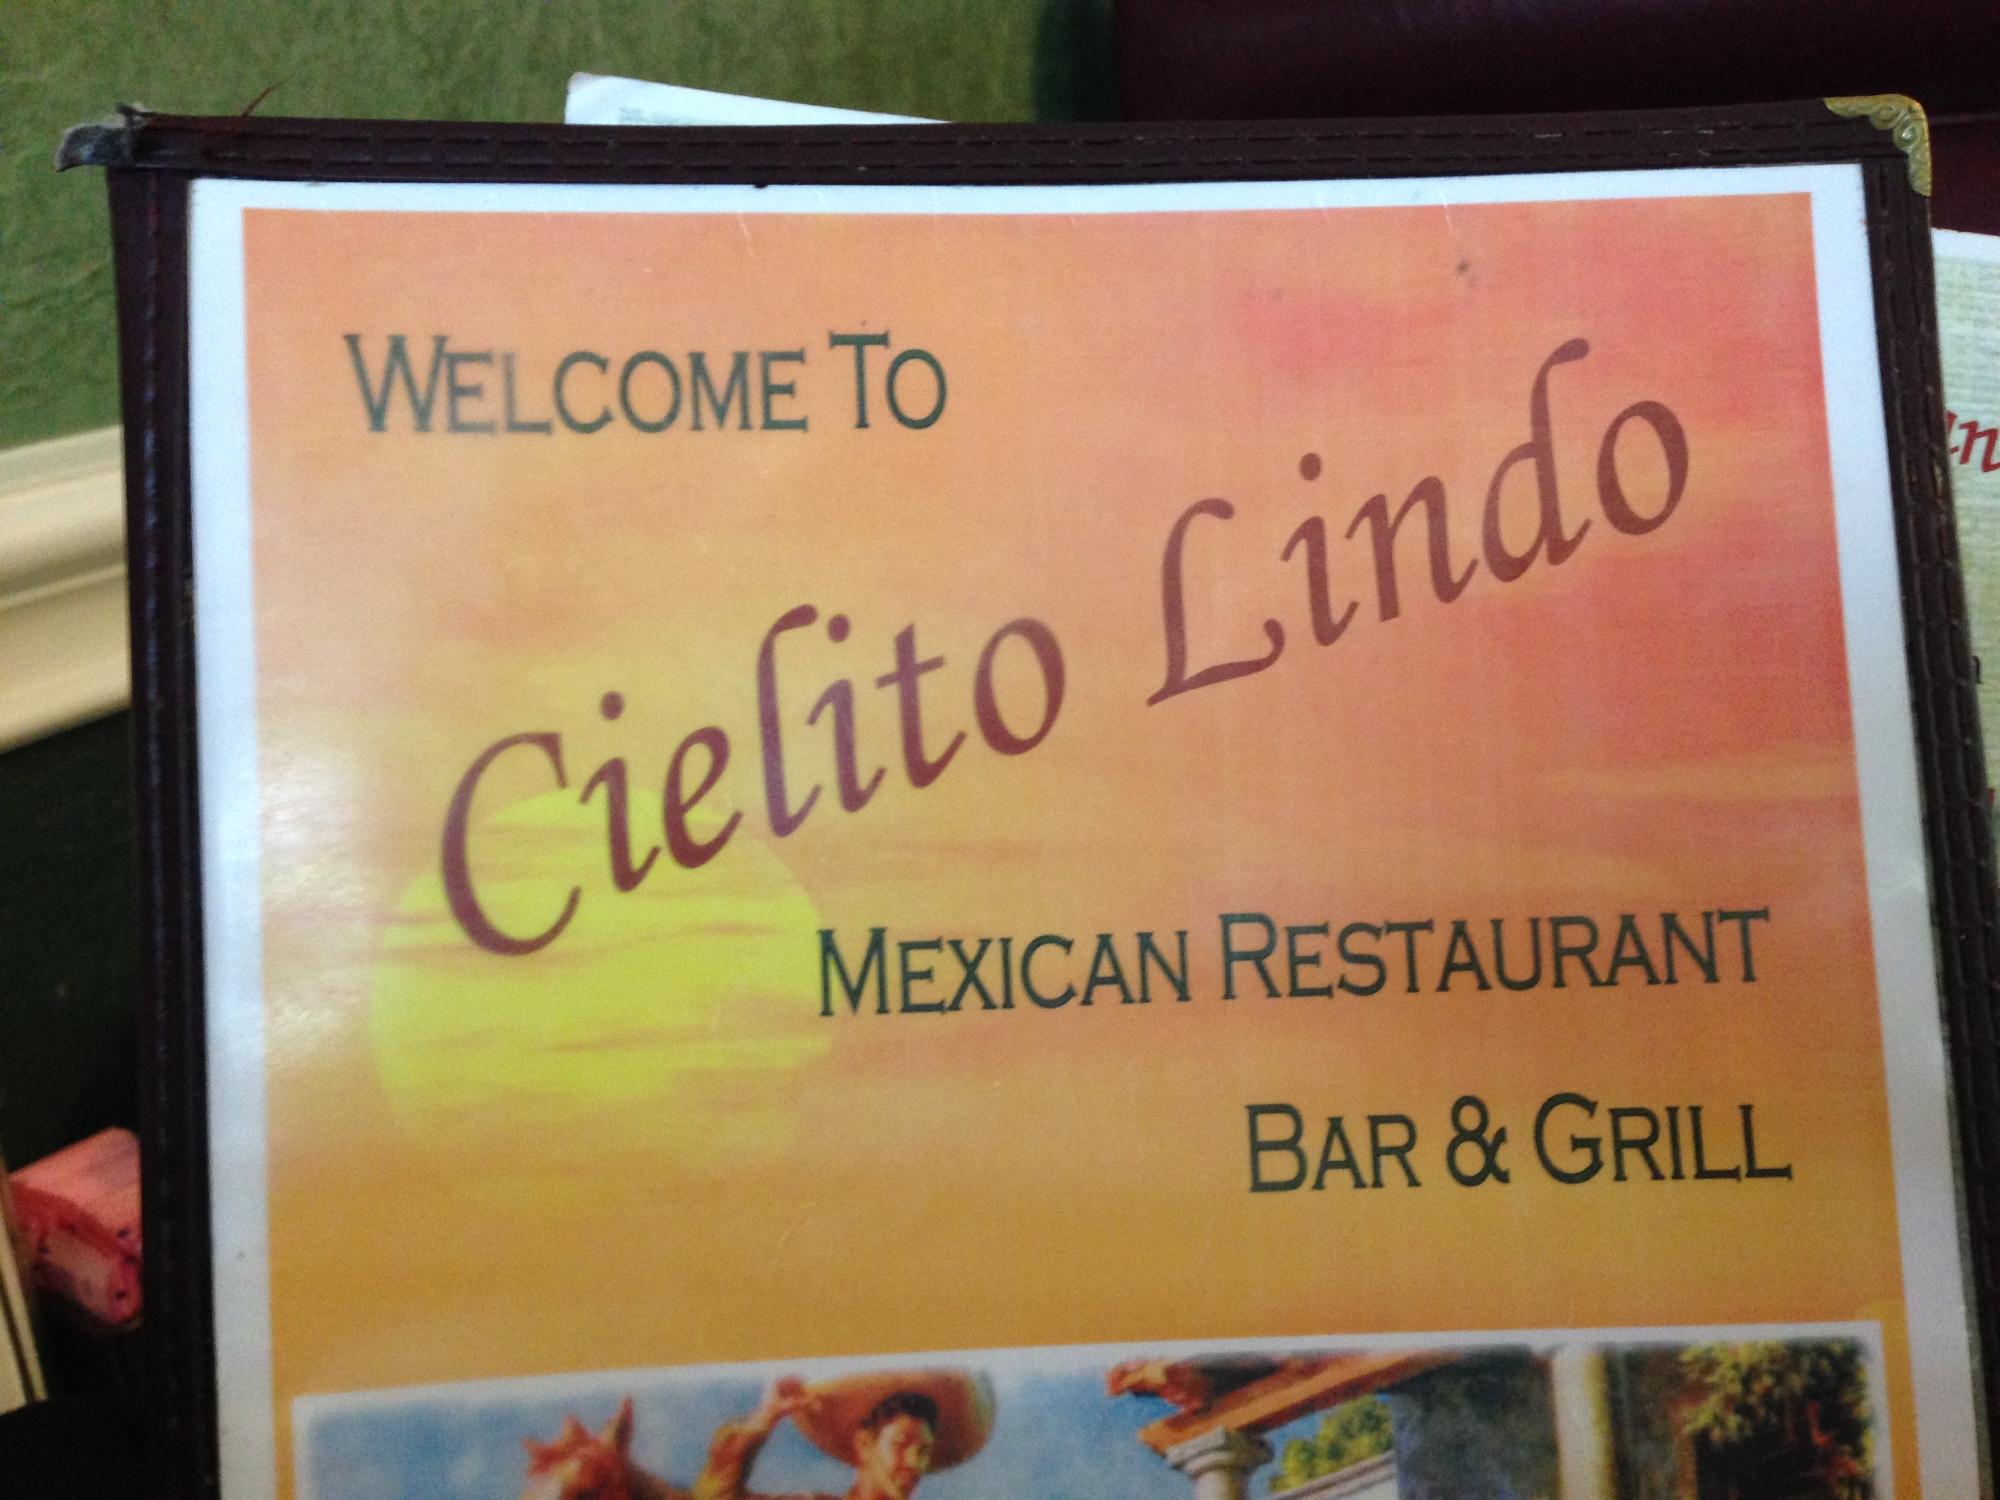 Welcome To
Cielito Lindo
Mexican Restaurant
Bar & Grill